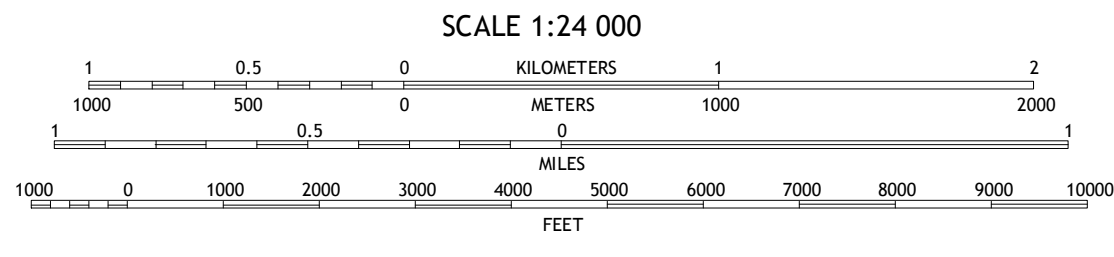 SCALE 1:24 000
1 0.5 0 KILOMETERS 1 2
1000 500 0 METERS 1000 2000
1 0.5 0 1
MILES
1000 0 1000 2000 3000 4000 5000 6000 7000 8000 9000 10000
FEET